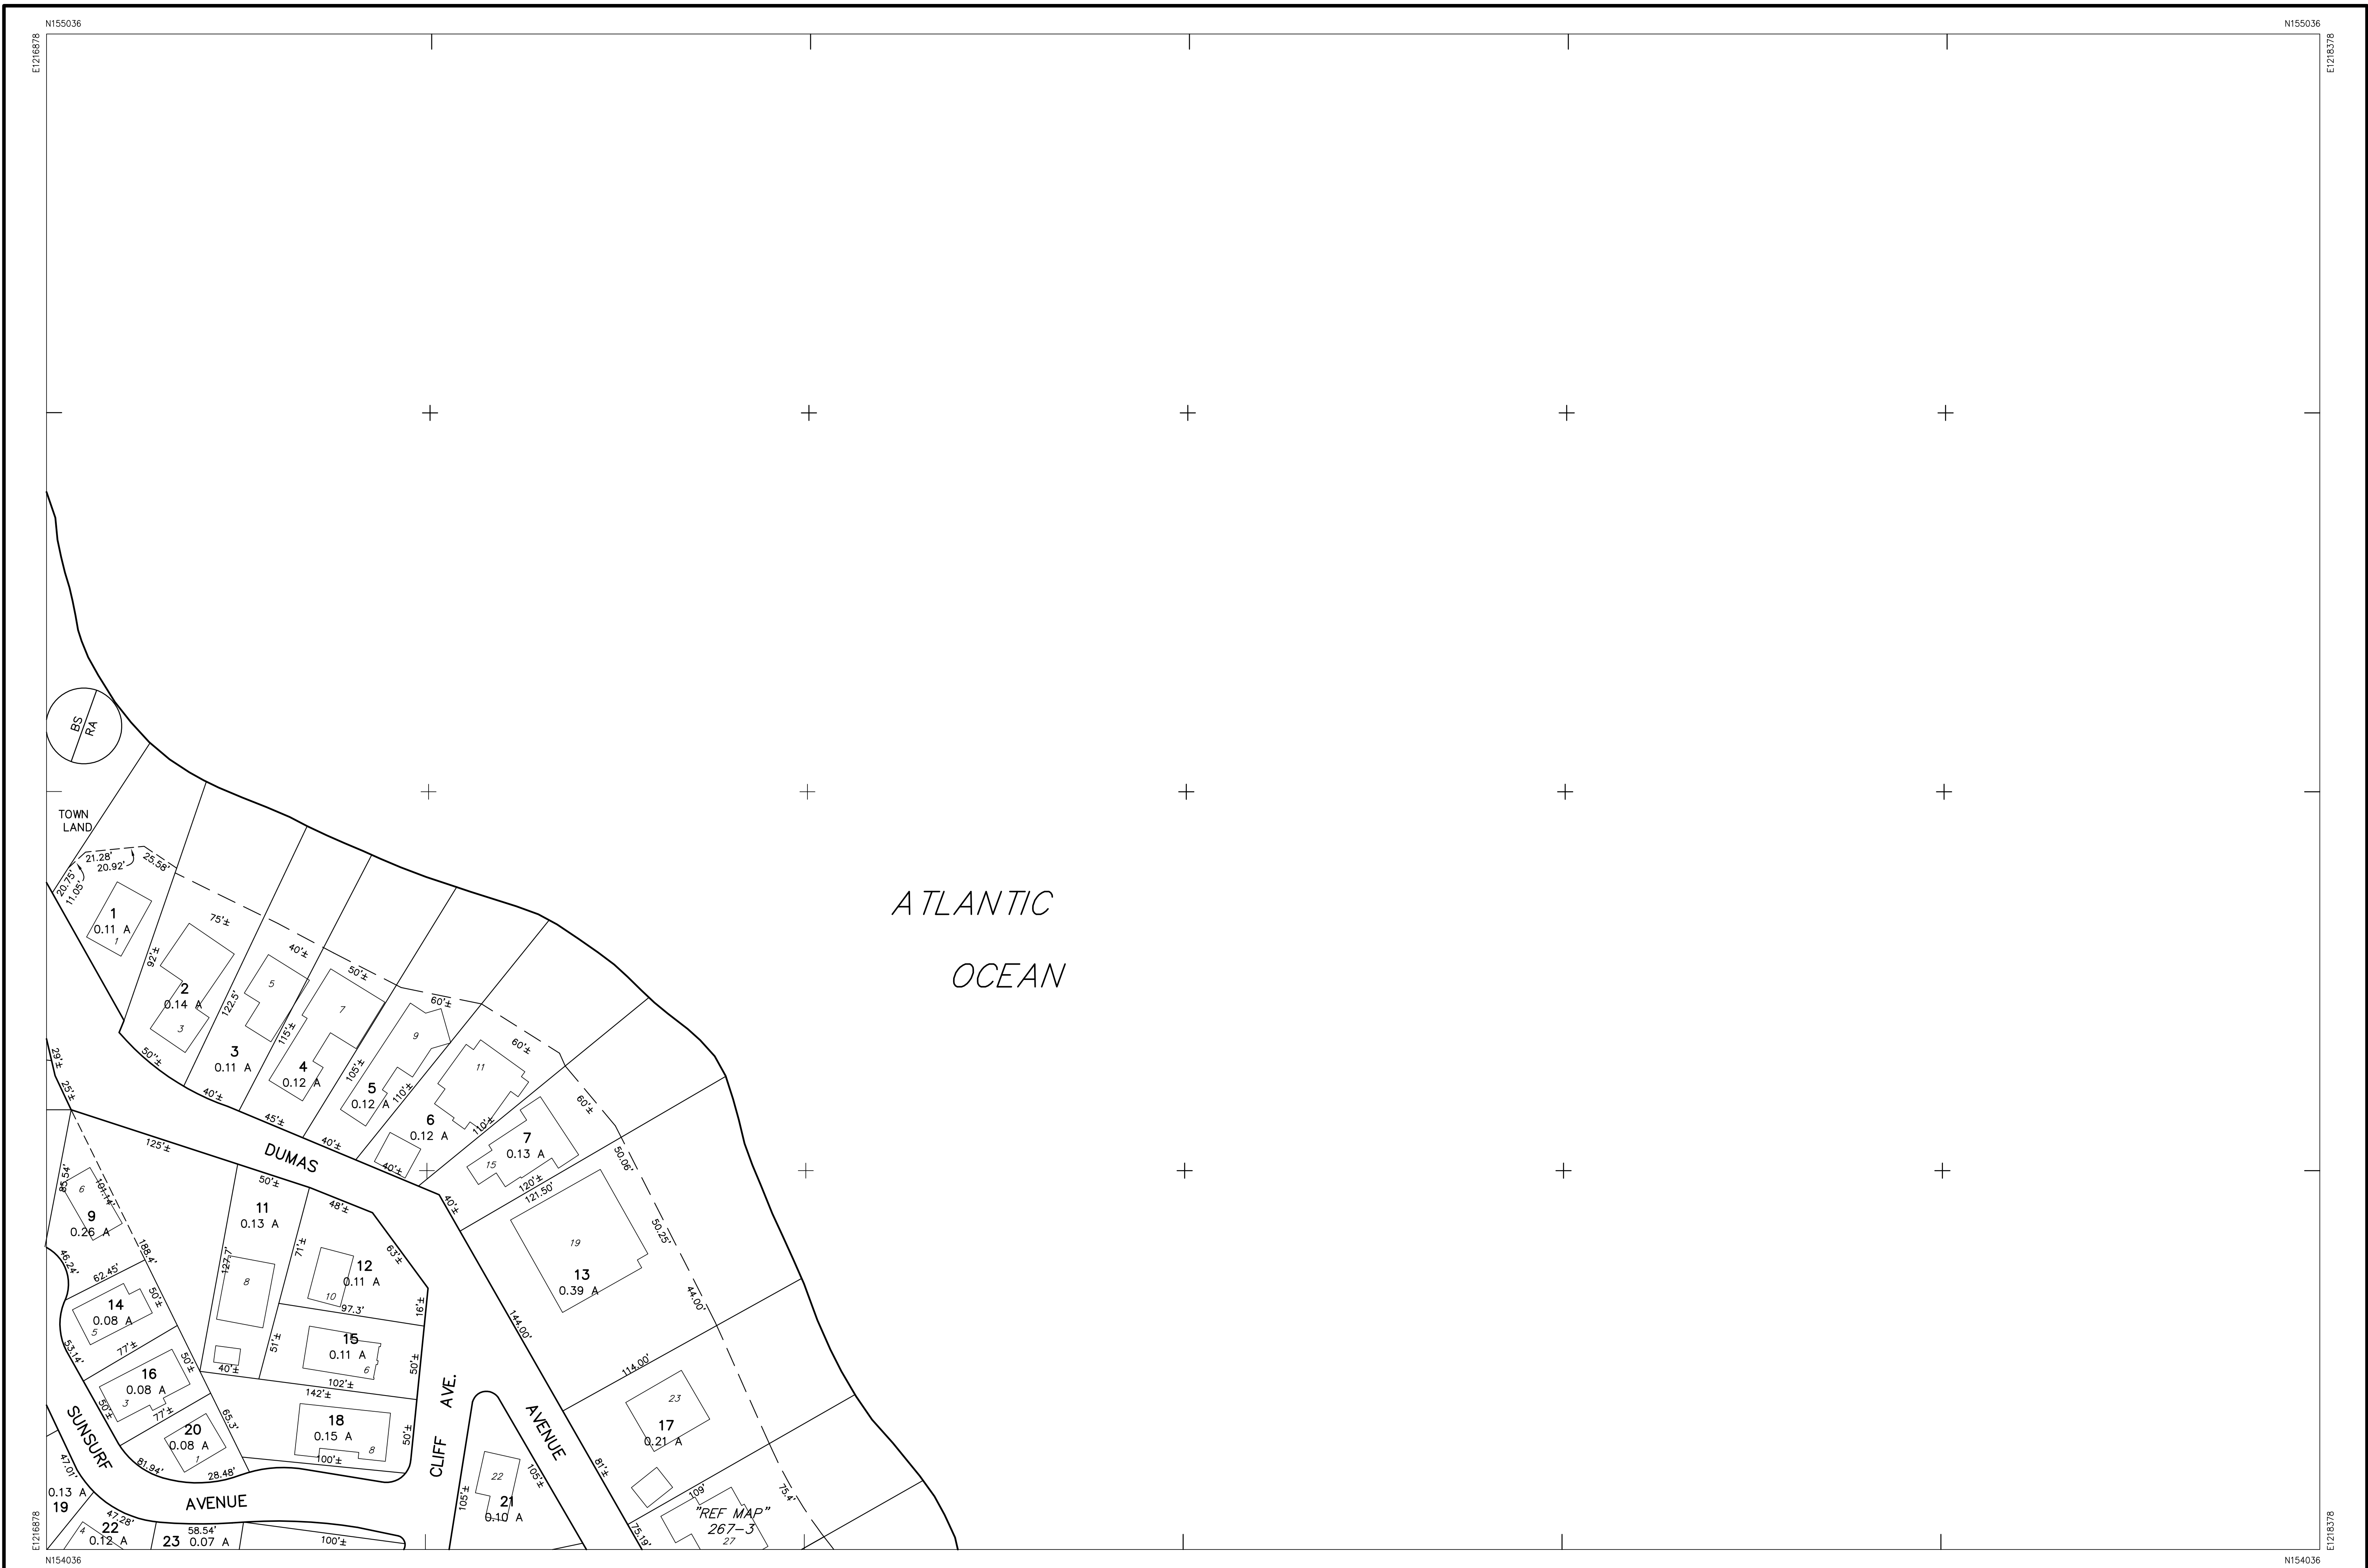 N155036
N155036
E1216878
E1218378
BS
RA
TOWN
LAND
21.28'
20.92'
25.58'
20.75'
11.05'
1
0.11 A
1
75'±
92'±
2
0.14 A
3
50''±
40'±
5
122.5'
3
0.11 A
40'±
50'±
7
115'±
4
0.12 A
45'±
60'±
9
105'±
5
0.12 A
110'±
40'±
60'±
11
6
0.12 A
110'±
40'±
60'±
7
0.13 A
15
120'±
40'±
ATLANTIC
OCEAN
29'±
25'±
125'±
DUMAS
50.06'
121.50'
50.25'
19
13
0.39 A
44.00'
144.00'
85.54'
6
101.14'
9
0.26 A
188.4'
46.24'
62.45'
50'±
11
0.13 A
127.7'
8
71'±
40'±
48'±
63'±
12
0.11 A
10
97.3'
16'±
14
0.08 A
5
50'±
53.14'
77'±
51'±
15
0.11 A
6
50'±
102'±
142'±
16
0.08 A
3
50'±
50'±
77'±
65.3'
20
0.08 A
1
81.94'
28.48'
18
0.15 A
8
50'±
100'±
CLIFF AVE.
AVENUE
114.00'
23
17
0.21 A
81'±
109'
75.4'
"REF MAP"
267-3
27
75.19'
22
105'±
105'±
21
0.10 A
SUNSURF
AVENUE
47.01'
0.13 A
19
47.28'
4
22
0.12 A
58.54'
23 0.07 A
100'±
E1216878
E1218378
N154036
N154036